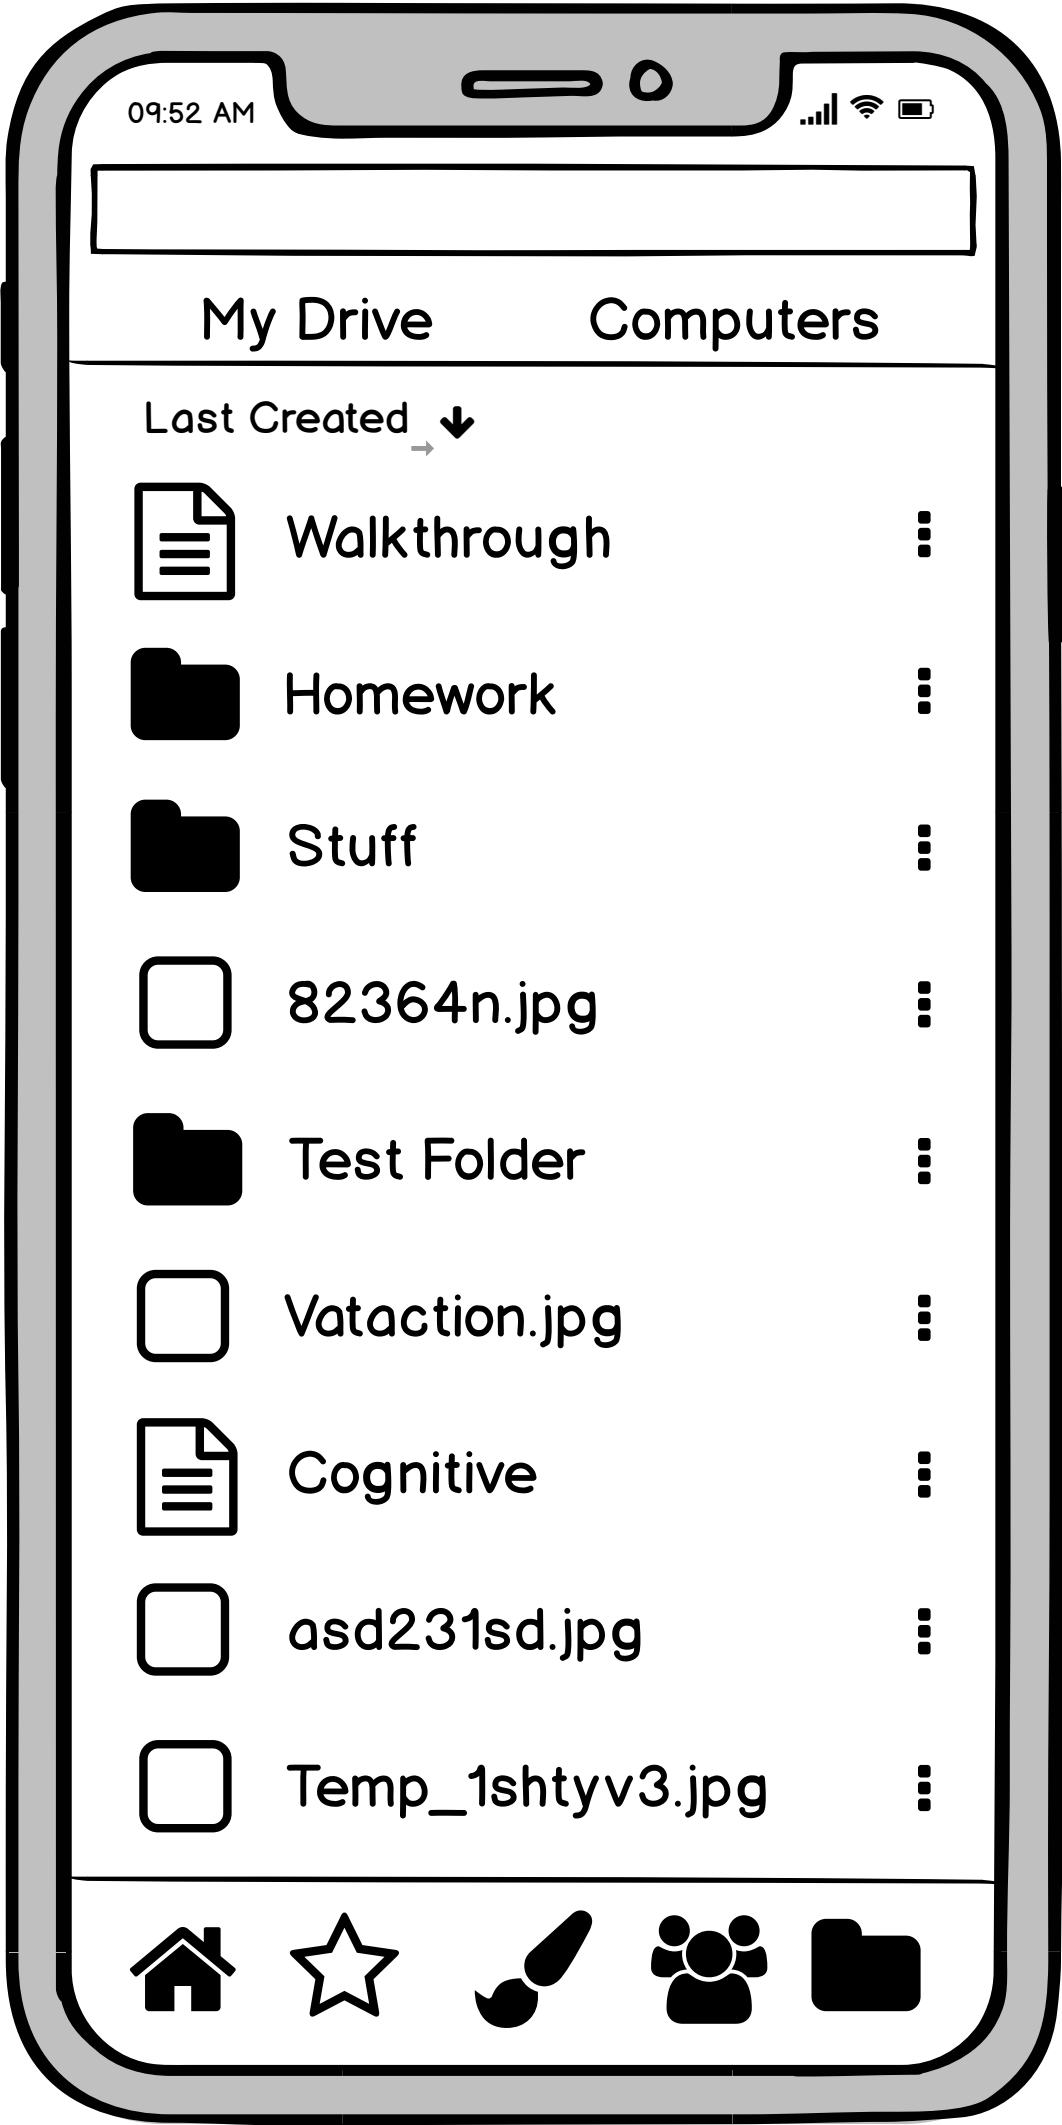 09:52 AM
My Drive Computers
Last Created
Walkthrough
Homework
Stuff
82364n.jpg
Test Folder
Vataction.jpg
Cognitive
asd231sd.jpg
Temp_1shtyv3.jpg